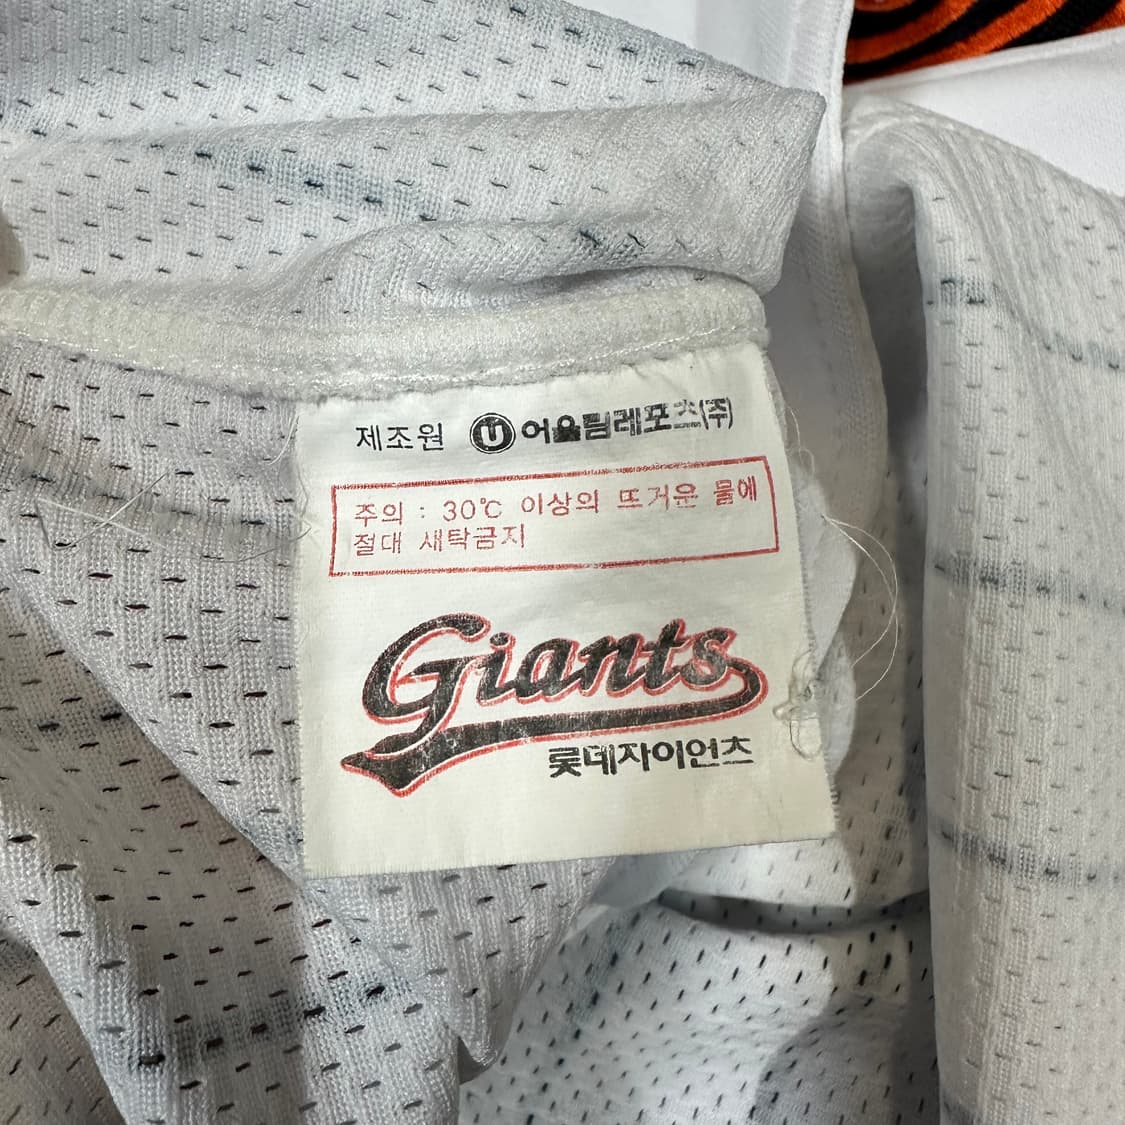 제조원 U 어울림레포츠(주)
주의 : 30℃ 이상의 뜨거운 물에
절대 새탁금지
Giants
롯데자이언츠